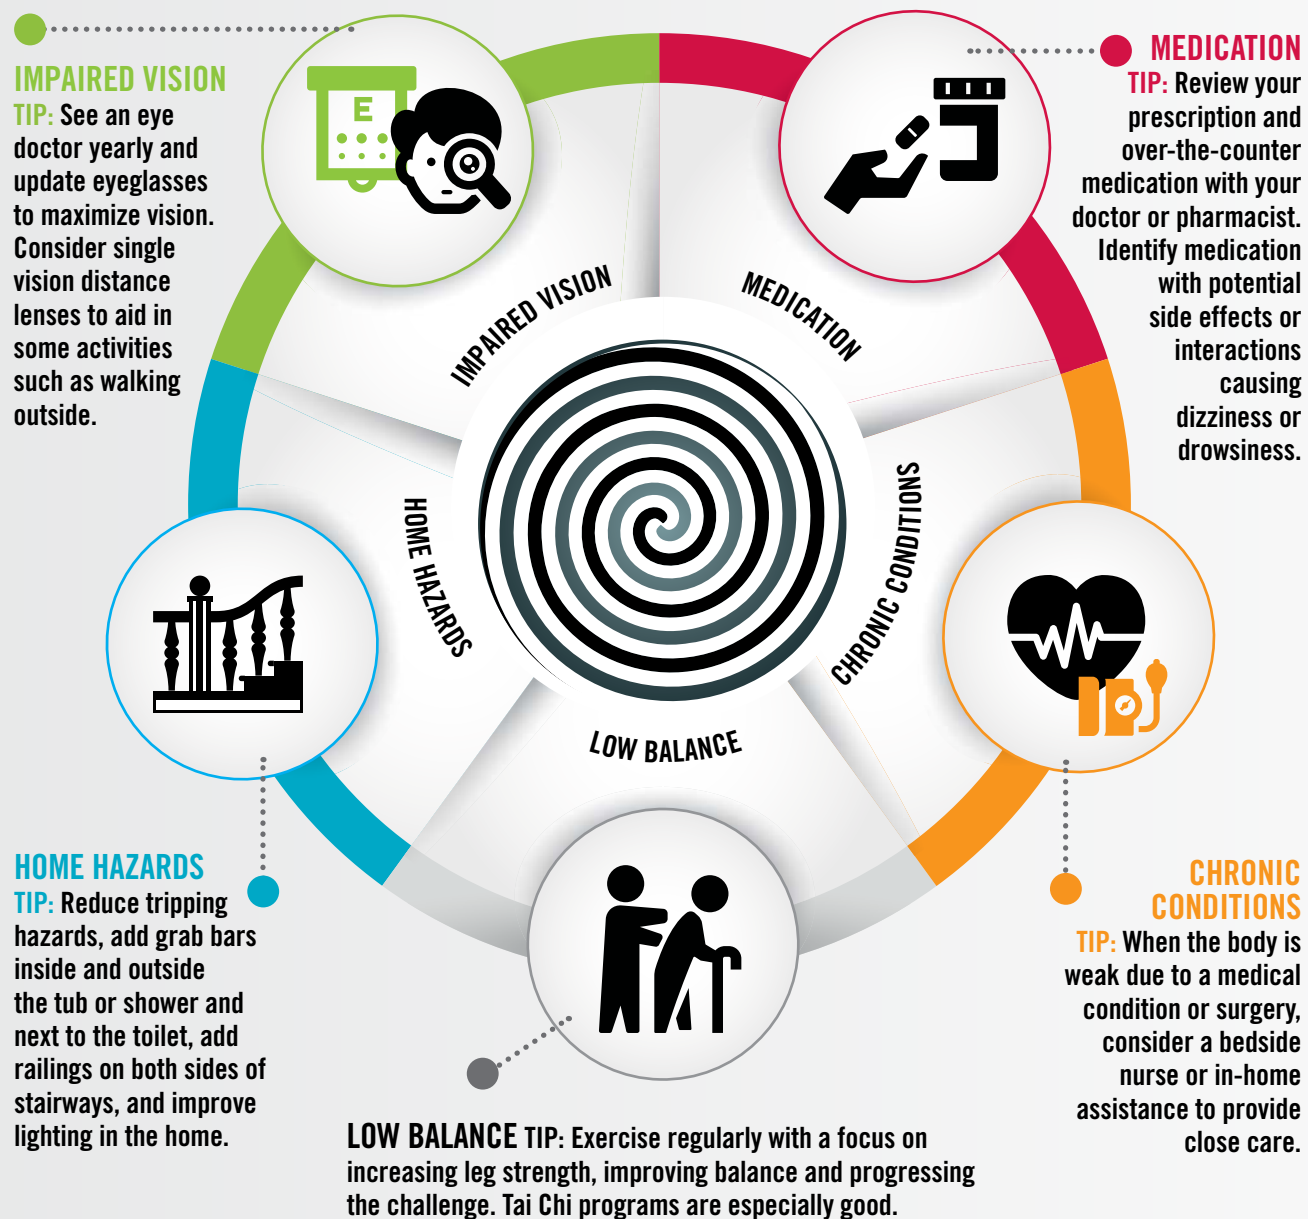 IMPAIRED VISION
TIP: See an eye
doctor yearly and
update eyeglasses
to maximize vision.
Consider single
vision distance
lenses to aid in
some activities
such as walking
outside.
E
MEDICATION
TIP: Review your
prescription and
over-the-counter
medication with your
doctor or pharmacist.
Identify medication
with potential
side effects or
interactions
causing
dizziness or
drowsiness.
IMPAIRED VISION
MEDICATION
HOME HAZARDS
CHRONIC CONDITIONS
LOW BALANCE
HOME HAZARDS
TIP: Reduce tripping
hazards, add grab bars
inside and outside
the tub or shower and
next to the toilet, add
railings on both sides of
stairways, and improve
lighting in the home.
CHRONIC
CONDITIONS
TIP: When the body is
weak due to a medical
condition or surgery,
consider a bedside
nurse or in-home
assistance to provide
close care.
LOW BALANCE TIP: Exercise regularly with a focus on
increasing leg strength, improving balance and progressing
the challenge. Tai Chi programs are especially good.